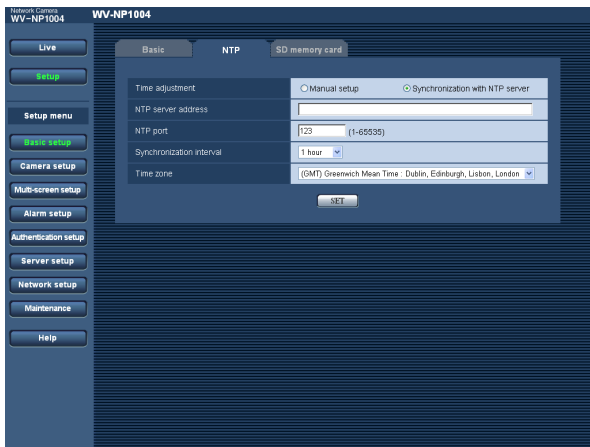 Network Camera
WV-NP1004
WV-NP1004
Live
Setup
Setup menu
Basic setup
Camera setup
Multi-screen setup
Alarm setup
Authentication setup
Server setup
Network setup
Maintenance
Help
Basic NTP SD memory card
Time adjustment Manual setup Synchronization with NTP server
NTP server address
NTP port 123 (1-65535)
Synchronization interval 1 hour
Time zone (GMT) Greenwich Mean Time : Dublin, Edinburgh, Lisbon, London
SET